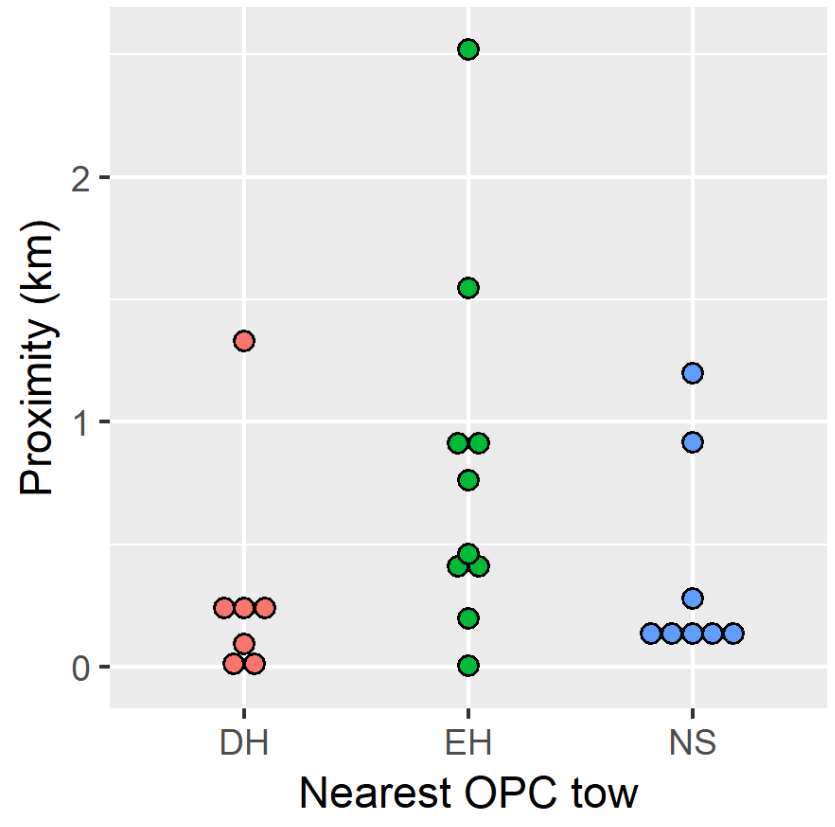 Proximity (km)
2
1
0
DH EH NS
Nearest OPC tow